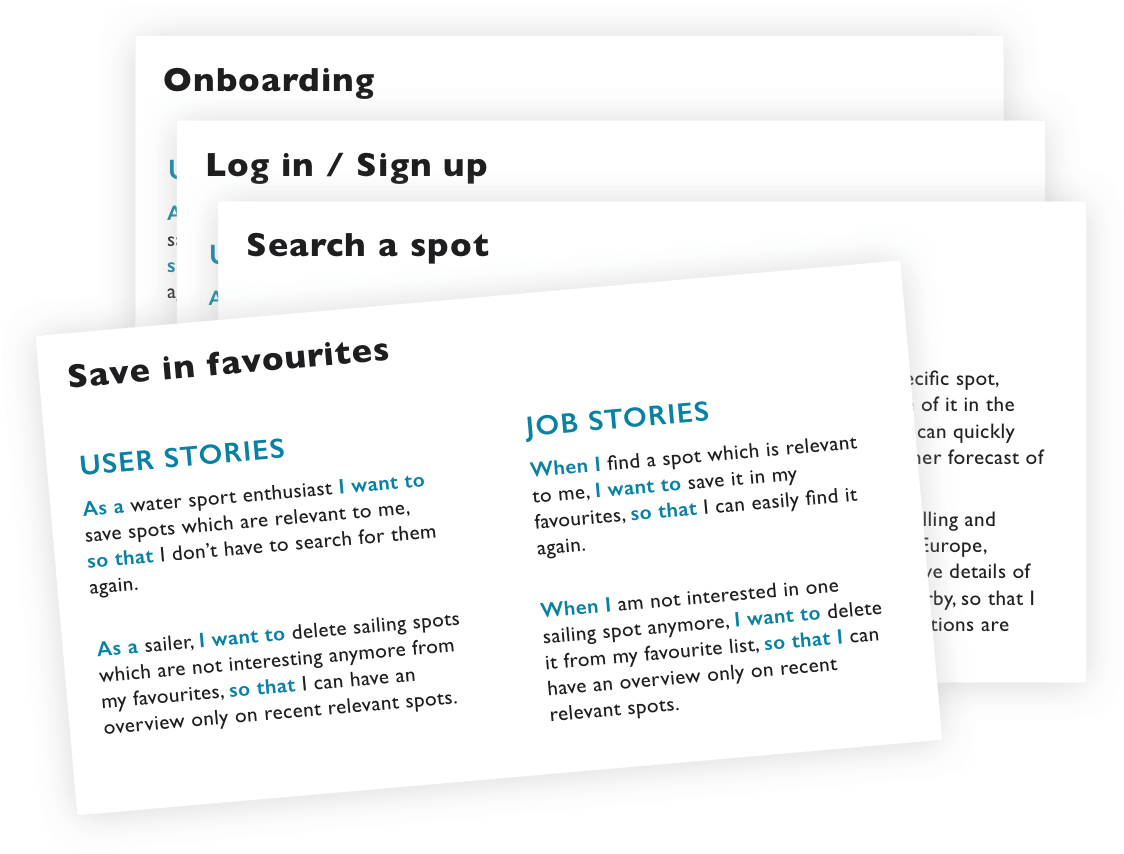 Onboarding
Log in / Sign up
Search a spot
spot,
of it in the
can quickly
forecast of
and
Europe,
details of
so that I
are
Save in favourites
USER STORIES
As a water sport enthusiast I want to
save spots which are relevant to me,
so that I don’t have to search for them
again.
As a sailer, I want to delete sailing spots
which are not interesting anymore from
my favourites, so that I can have an
overview only on recent relevant spots.
JOB STORIES
When I find a spot which is relevant
to me, I want to save it in my
favourites, so that I can easily find it
again.
When I am not interested in one
sailing spot anymore, I want to delete
it from my favourite list, so that I can
have an overview only on recent
relevant spots.